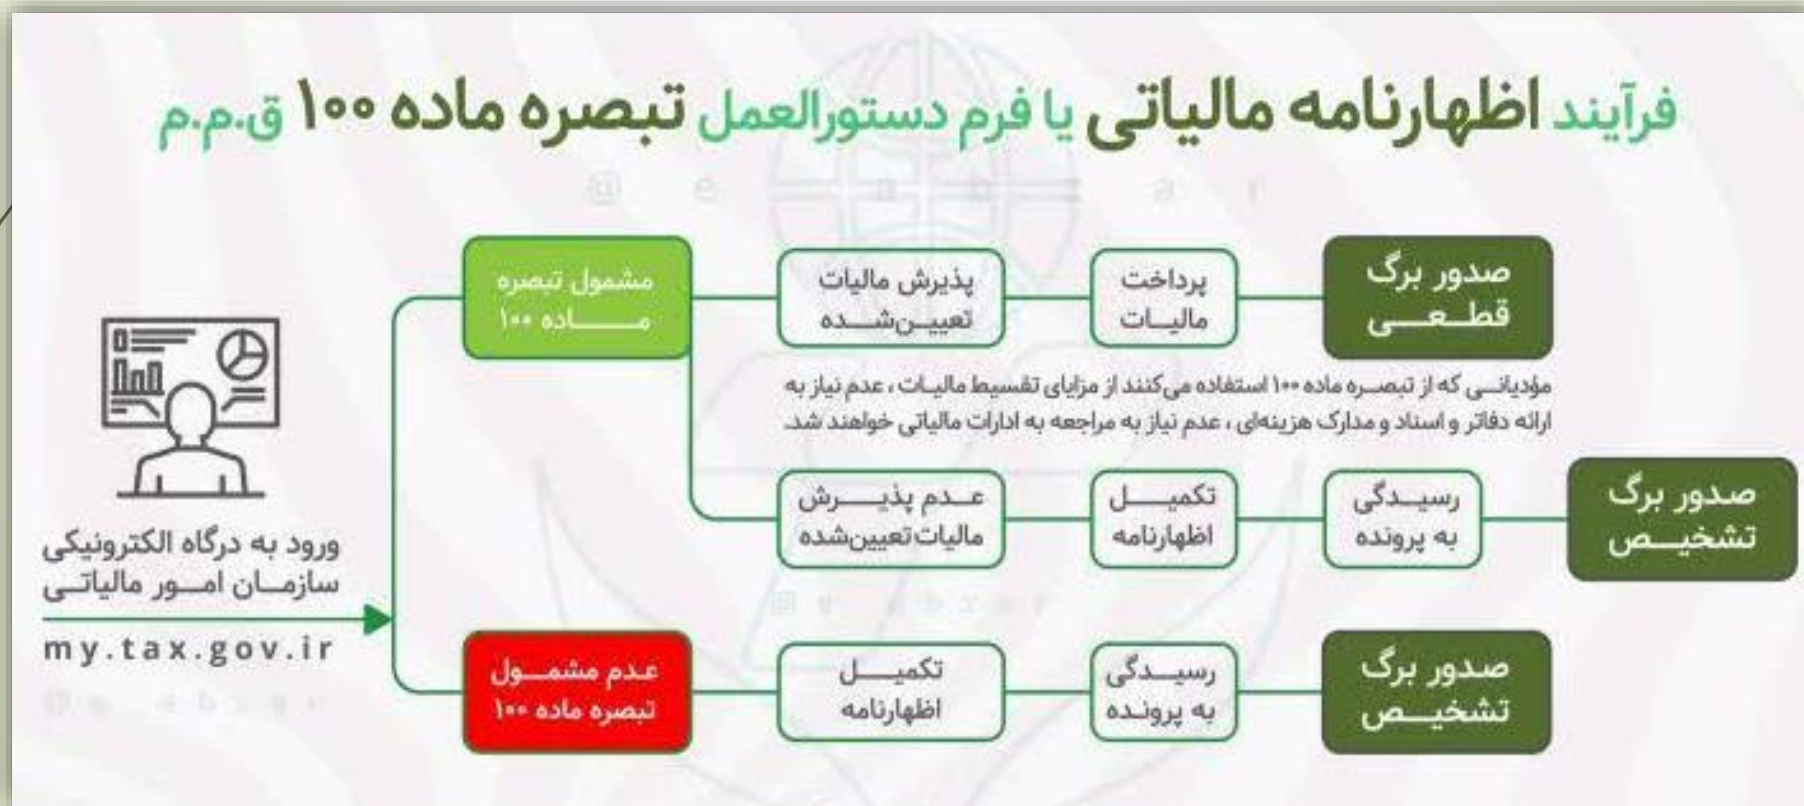 فرآیند اظهارنامه مالیاتی یا فرم دستورالعمل تبصره ماده ۱۰۰ ق.م.م
ورود به درگاه الکترونیکی
سازمان امور مالیاتی
my.tax.gov.ir
مشمول تبصره
ماده ۱۰۰
پذیرش مالیات
تعیین‌شده
پرداخت
مالیات
صدور برگ
قطعی
مؤدیانی که از تبصره ماده ۱۰۰ استفاده می‌کنند از مزایای تقسیط مالیات، عدم نیاز به
ارائه دفاتر و اسناد و مدارک هزینه‌ای، عدم نیاز به مراجعه به ادارات مالیاتی خواهند شد.
عدم پذیرش
مالیات تعیین‌شده
تکمیل
اظهارنامه
رسیدگی
به پرونده
صدور برگ
تشخیص
عدم مشمول
تبصره ماده ۱۰۰
تکمیل
اظهارنامه
رسیدگی
به پرونده
صدور برگ
تشخیص